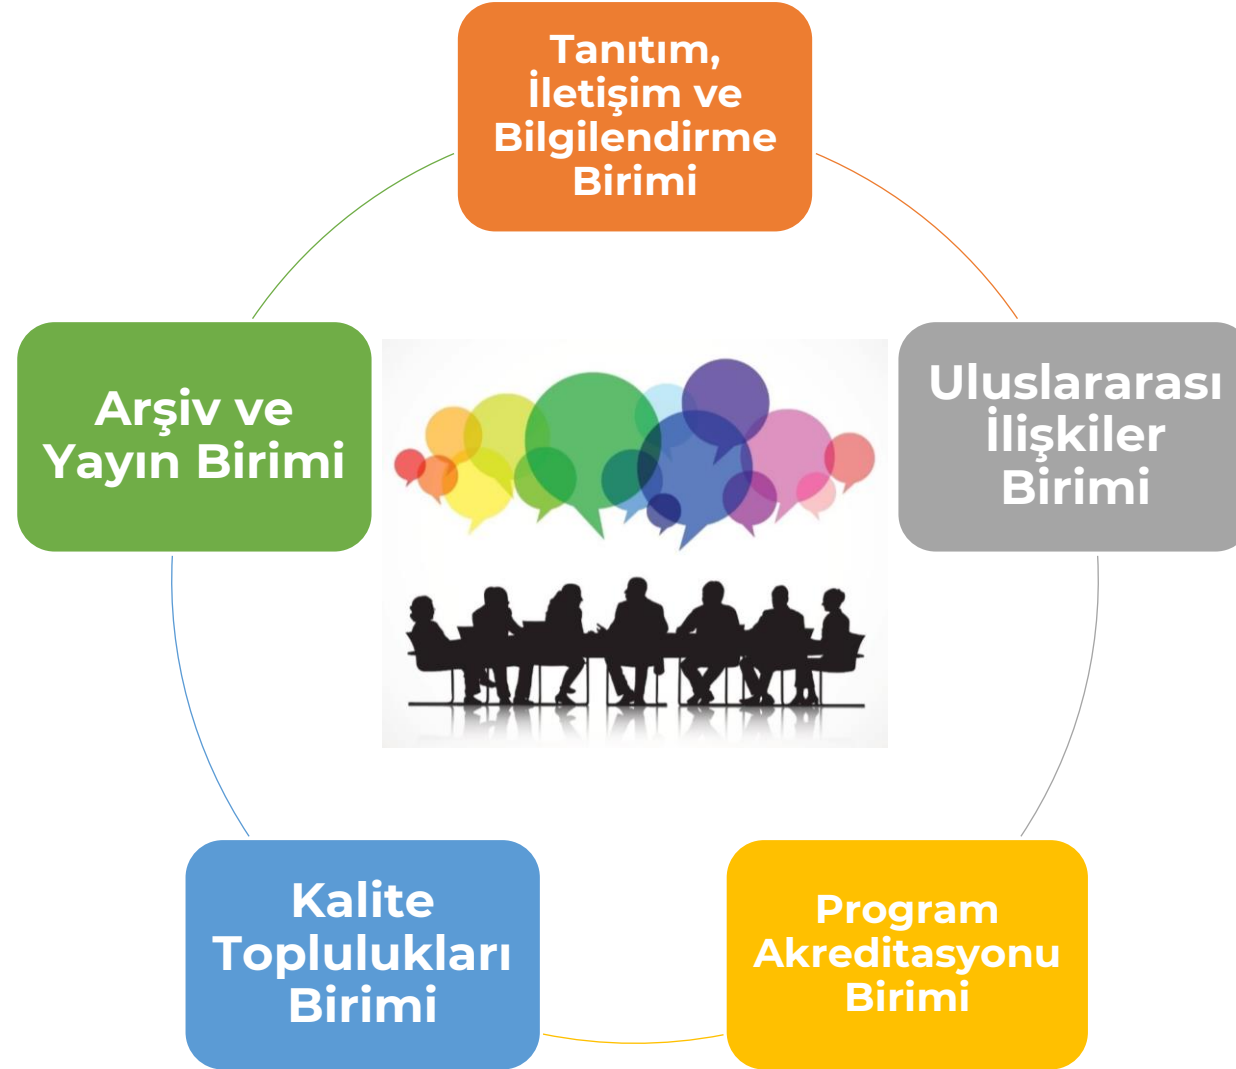 Tanıtım,
İletişim ve
Bilgilendirme
Birimi
Arşiv ve
Yayın Birimi
Uluslararası
İlişkiler
Birimi
Kalite
Toplulukları
Birimi
Program
Akreditasyonu
Birimi